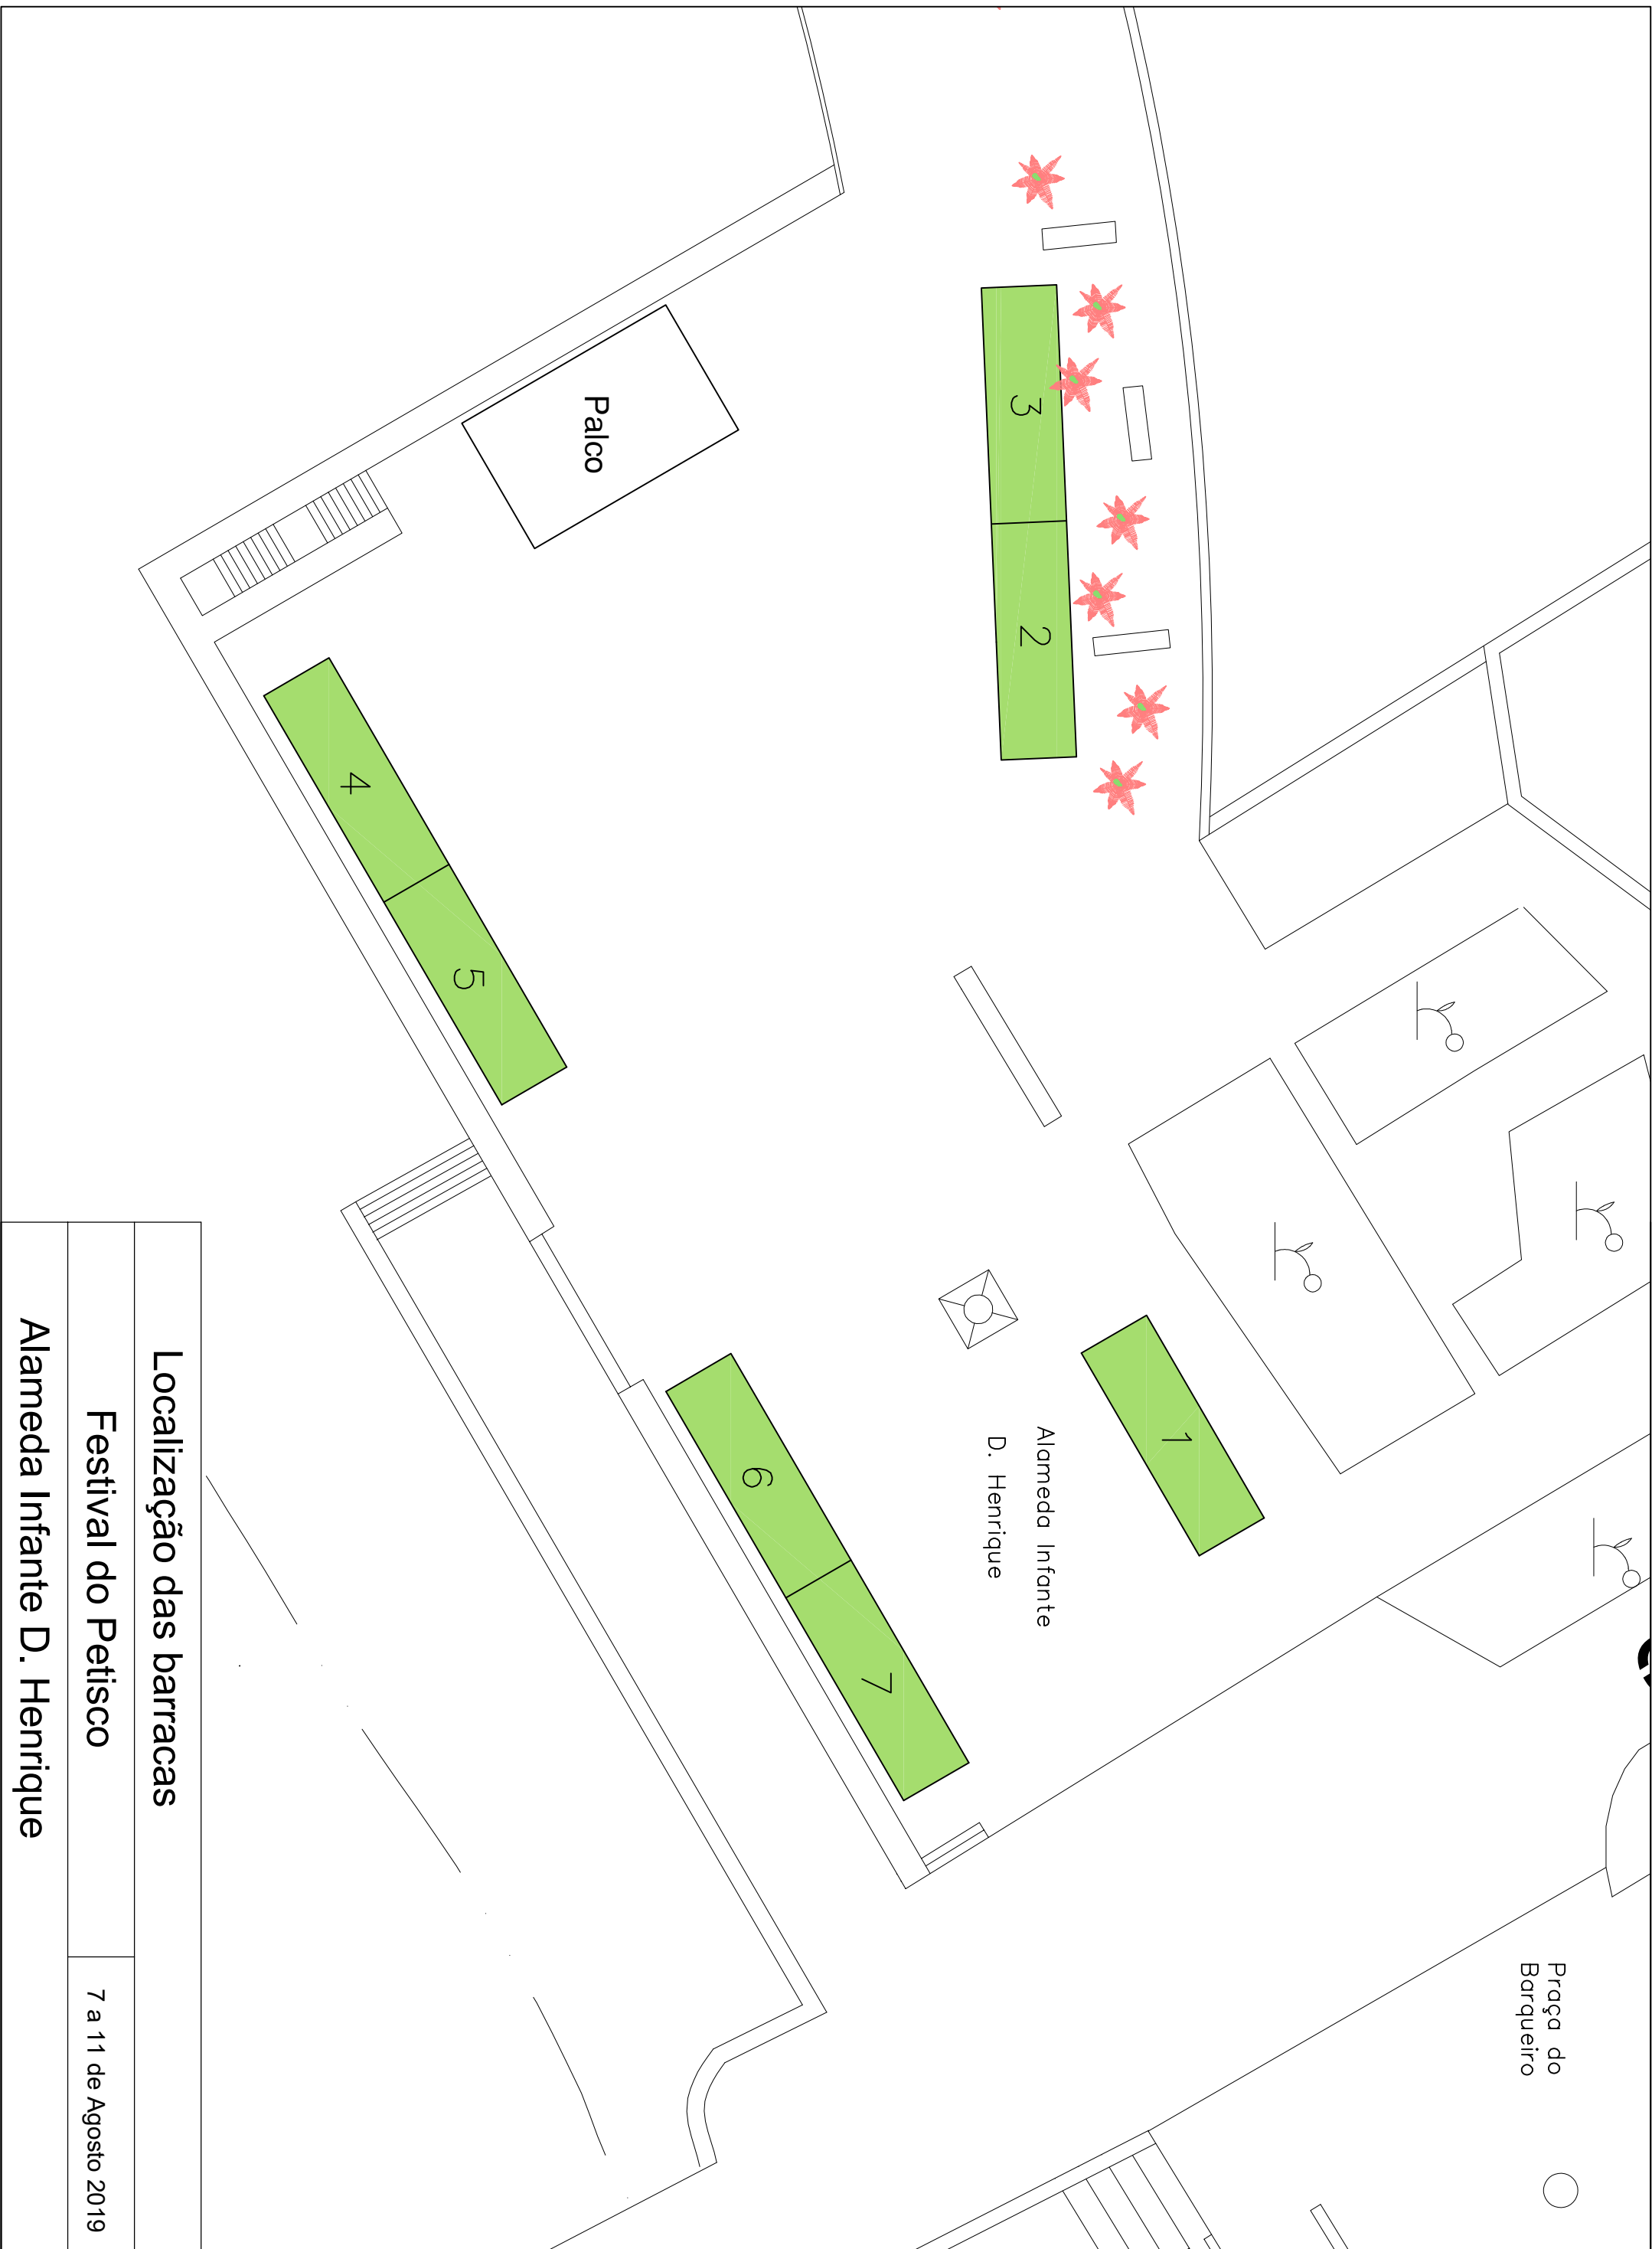 Palco
3
2
4
5
1
6
7
Alameda Infante
D. Henrique
Praça do
Barqueiro
Localização das barracas
Festival do Petisco
7 a 11 de Agosto 2019
Alameda Infante D. Henrique